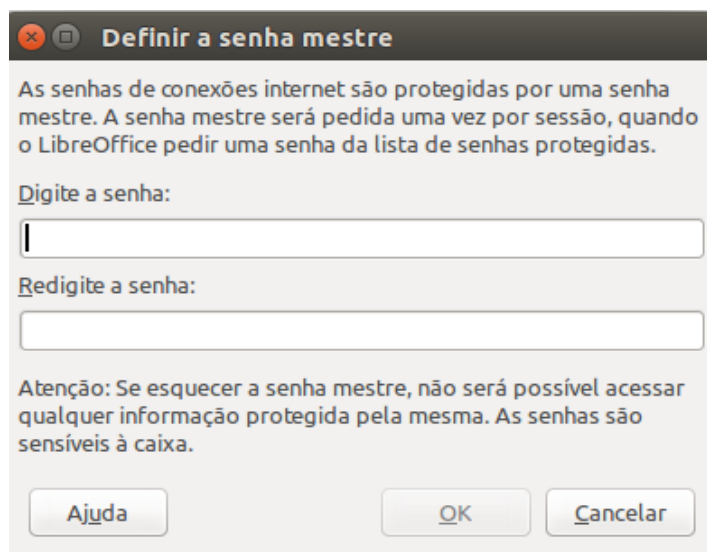 Definir a senha mestre
As senhas de conexões internet são protegidas por uma senha
mestre. A senha mestre será pedida uma vez por sessão, quando
o LibreOffice pedir uma senha da lista de senhas protegidas.
Digite a senha:
Redigite a senha:
Atenção: Se esquecer a senha mestre, não será possível acessar
qualquer informação protegida pela mesma. As senhas são
sensíveis à caixa.
Ajuda OK Cancelar